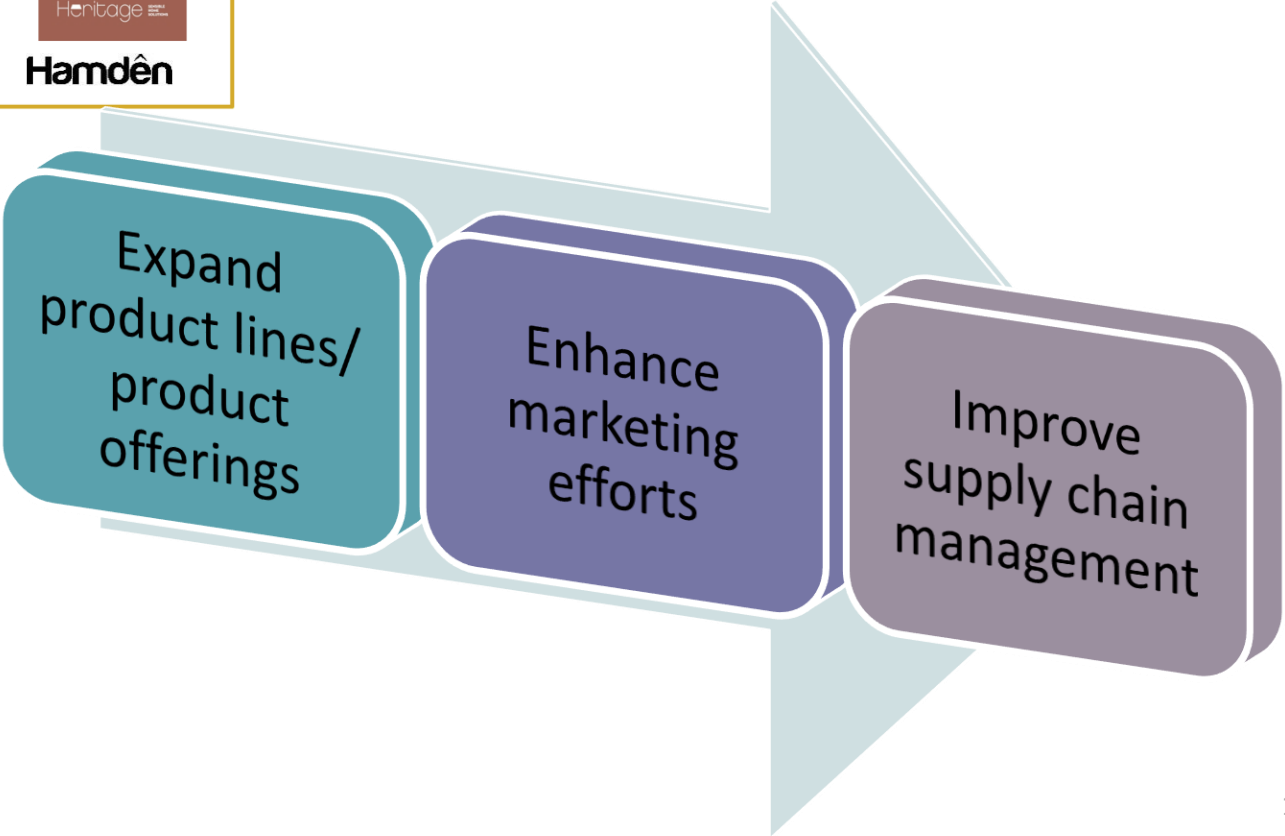 Heritage
Hamdên
Expand
product lines/
product
offerings
Enhance
marketing
efforts
Improve
supply chain
management